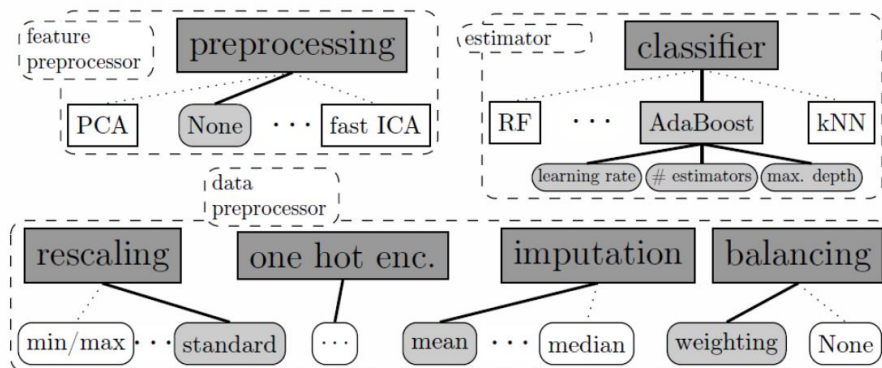 feature
preprocessor
preprocessing
PCA
None
· · ·
fast ICA
estimator
classifier
RF
· · ·
AdaBoost
kNN
learning rate
# estimators
max. depth
data
preprocessor
rescaling
one hot enc.
imputation
balancing
min/max
· · ·
standard
· · ·
mean
· · ·
median
weighting
None